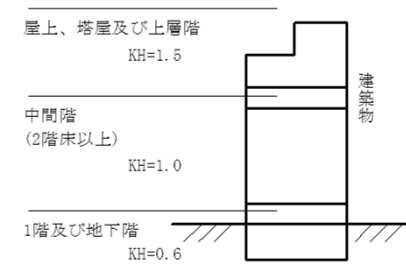 屋上、塔屋及び上層階
KH=1.5
中間階
(2階床以上)
KH=1.0
1階及び地下階
KH=0.6
建築物